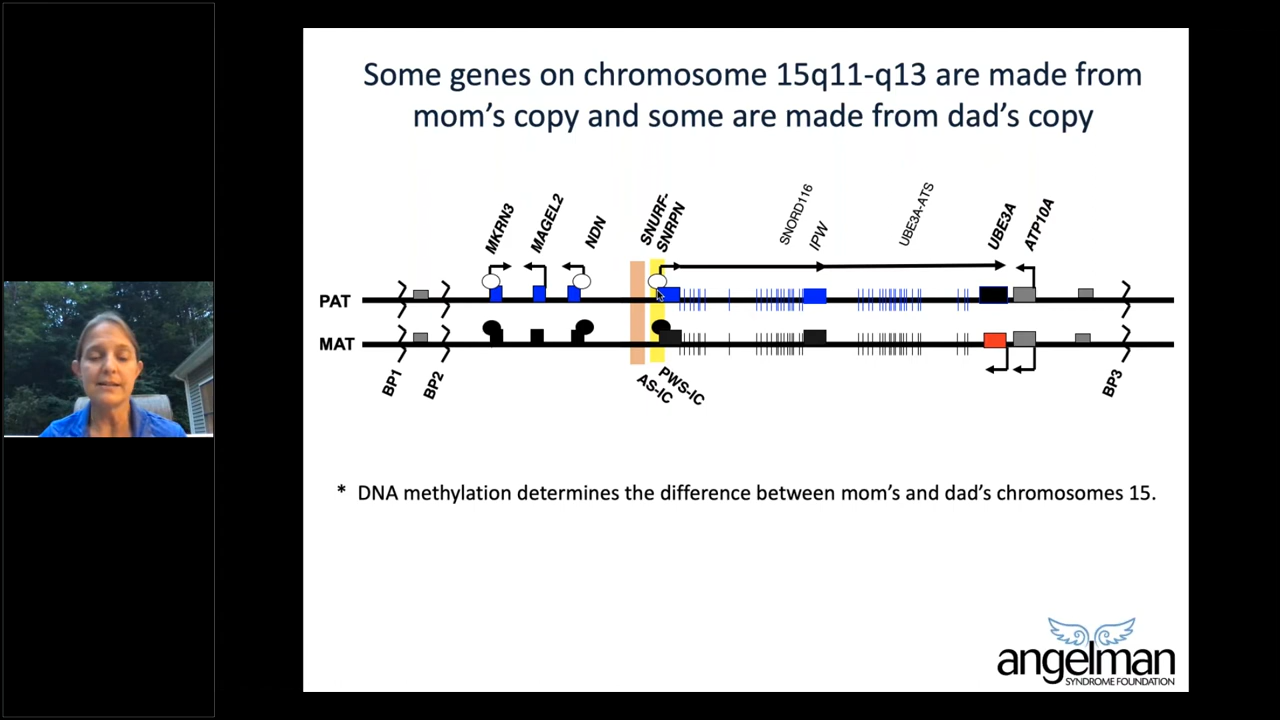 Some genes on chromosome 15q11-q13 are made from
mom's copy and some are made from dad's copy
MKRN3
MAGEL2
NDN
SNURF-
SNRPN
SNORD116
IPW
UBE3A-ATS
UBE3A
ATP10A
PAT
MAT
BP1
BP2
AS-IC
PWS-IC
BP3
* DNA methylation determines the difference between mom's and dad's chromosomes 15.
angelman
SYNDROME FOUNDATION